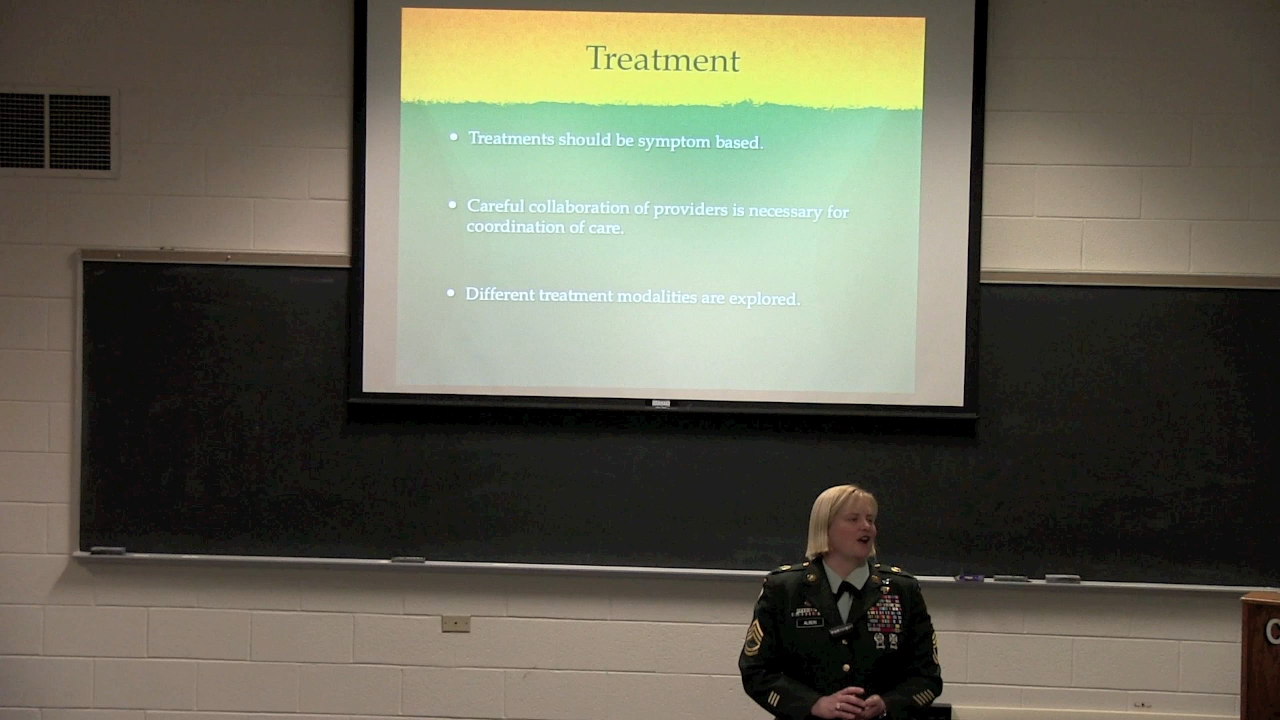 Treatment
• Treatments should be symptom based.
• Careful collaboration of providers is necessary for
coordination of care.
• Different treatment modalities are explored.
C